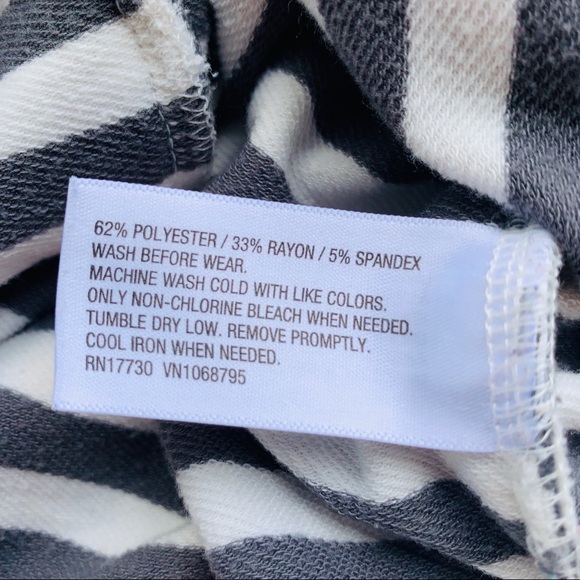 62% POLYESTER / 33% RAYON / 5% SPANDEX
WASH BEFORE WEAR.
MACHINE WASH COLD WITH LIKE COLORS.
ONLY NON-CHLORINE BLEACH WHEN NEEDED.
TUMBLE DRY LOW. REMOVE PROMPTLY.
COOL IRON WHEN NEEDED.
RN17730 VN1068795